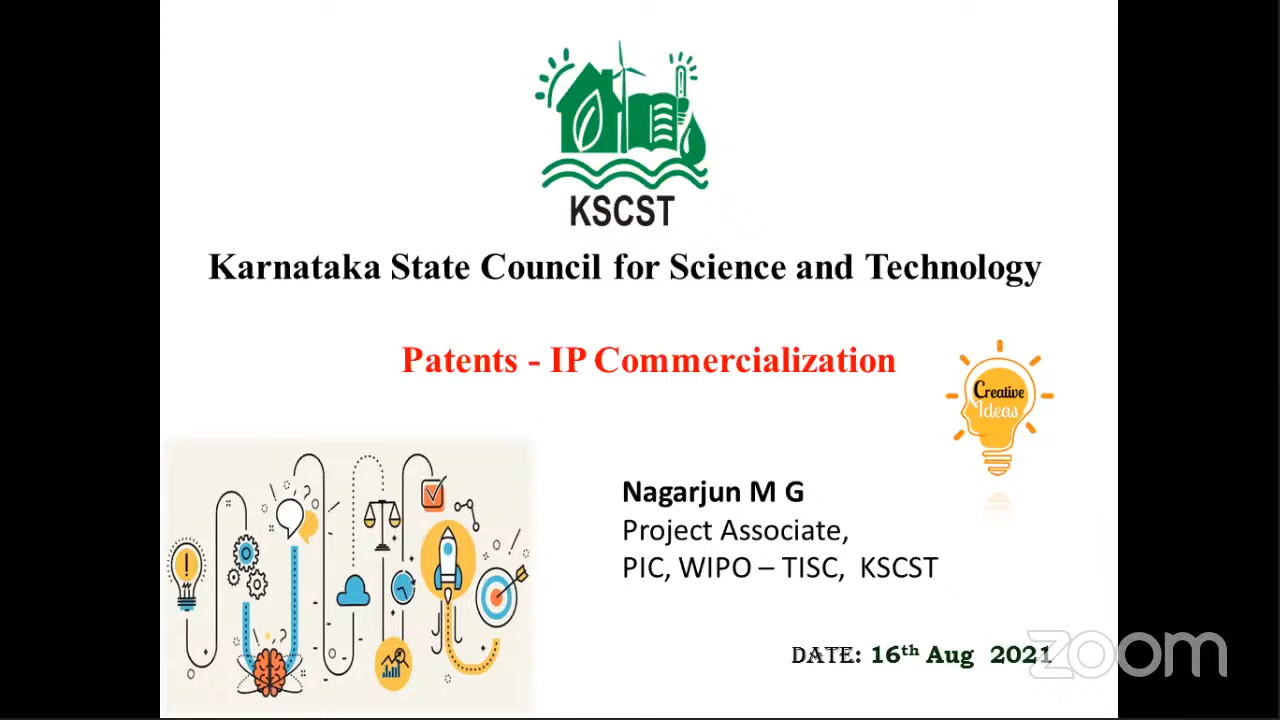 KSCST
Karnataka State Council for Science and Technology
Patents - IP Commercialization
Creative
Ideas
Nagarjun M G
Project Associate,
PIC, WIPO – TISC, KSCST
DATE: 16th Aug 2021
zoom